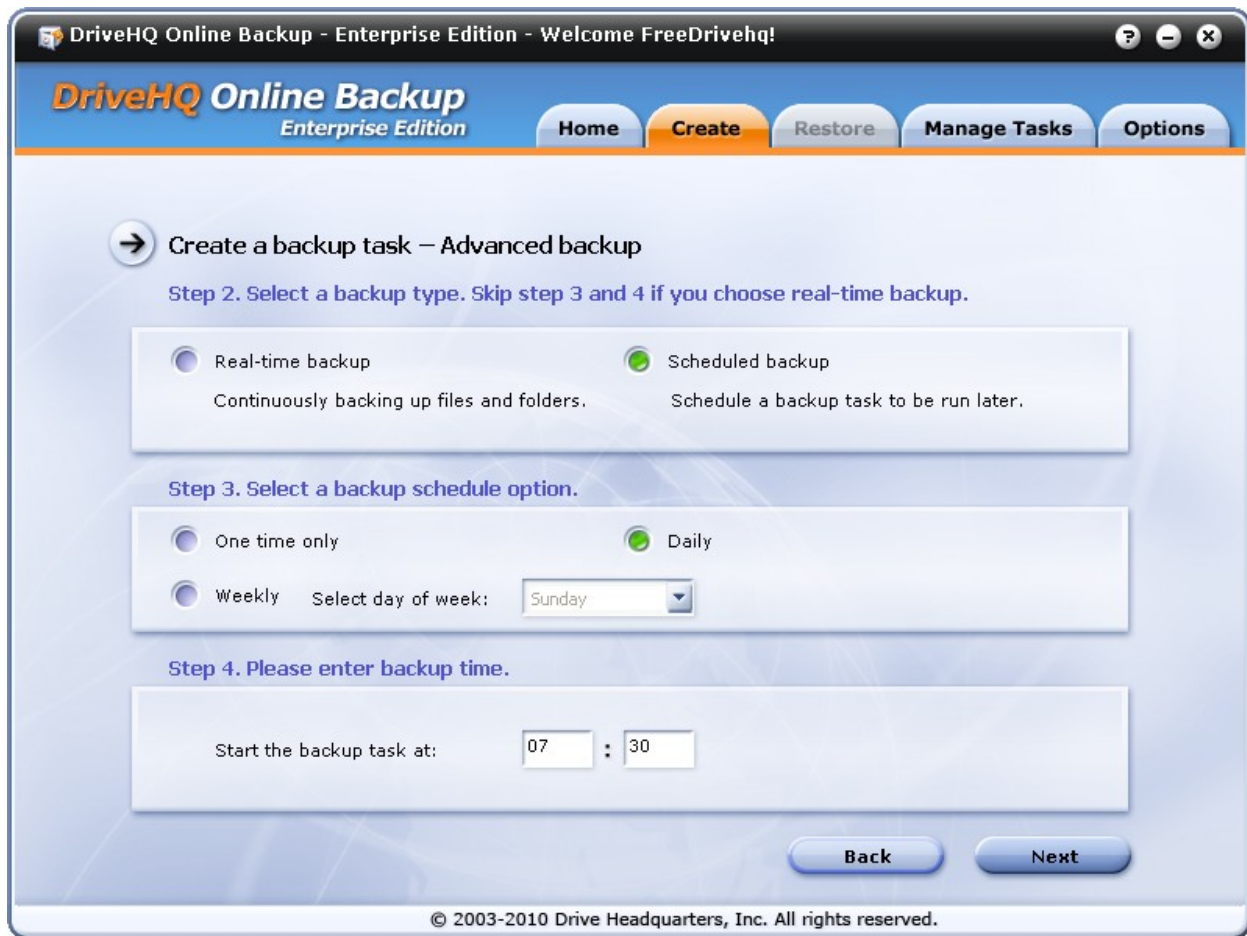 DriveHQ Online Backup - Enterprise Edition - Welcome FreeDrivehq!
DriveHQ Online Backup
Enterprise Edition
Home
Create
Restore
Manage Tasks
Options
Create a backup task – Advanced backup
Step 2. Select a backup type. Skip step 3 and 4 if you choose real-time backup.
Real-time backup
Scheduled backup
Continuously backing up files and folders.
Schedule a backup task to be run later.
Step 3. Select a backup schedule option.
One time only
Daily
Weekly
Select day of week:
Sunday
Step 4. Please enter backup time.
Start the backup task at:
07 : 30
Back
Next
© 2003-2010 Drive Headquarters, Inc. All rights reserved.